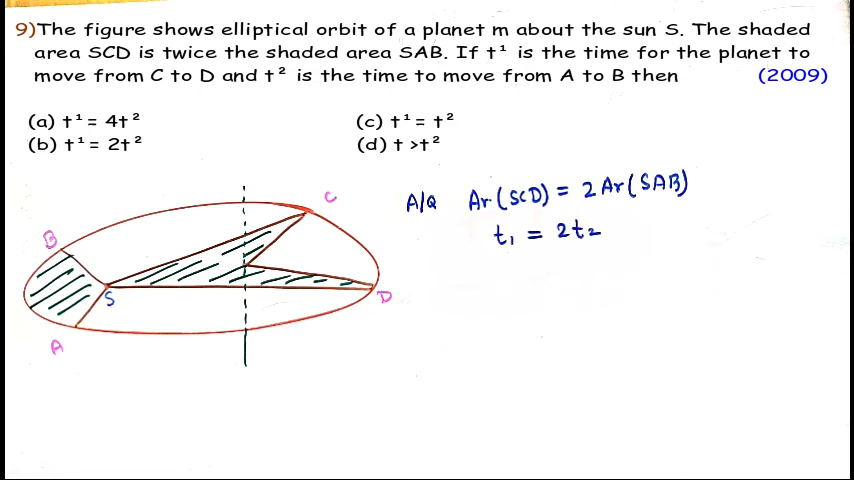 9)The figure shows elliptical orbit of a planet m about the sun S. The shaded
area SCD is twice the shaded area SAB. If t¹ is the time for the planet to
move from C to D and t² is the time to move from A to B then (2009)
(a) t¹= 4t² (c) t¹= t²
(b) t¹= 2t² (d) t >t²
A/Q Ar(SCD) = 2 Ar(SAB)
t₁ = 2t₂
C
B
S
D
A